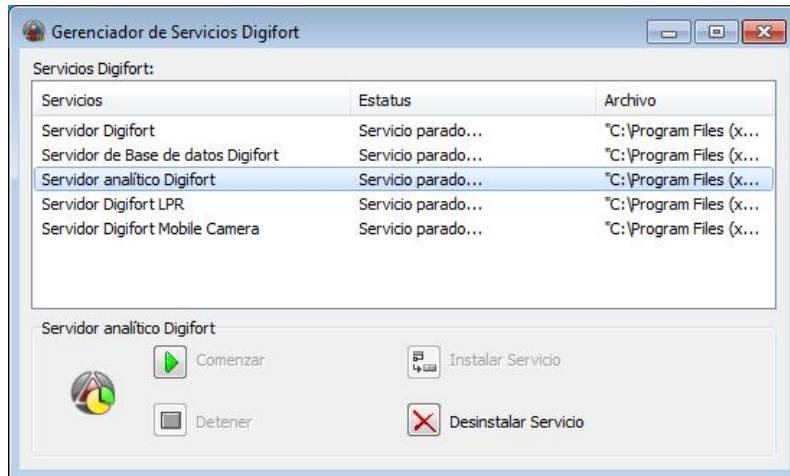 Gerenciador de Servicios Digifort
Servicios Digifort:
Servicios Estatus Archivo
Servidor Digifort Servicio parado... "C:\Program Files (x...
Servidor de Base de datos Digifort Servicio parado... "C:\Program Files (x...
Servidor analítico Digifort Servicio parado... "C:\Program Files (x...
Servidor Digifort LPR Servicio parado... "C:\Program Files (x...
Servidor Digifort Mobile Camera Servicio parado... "C:\Program Files (x...
Servidor analítico Digifort
Comenzar Instalar Servicio
Detener Desinstalar Servicio